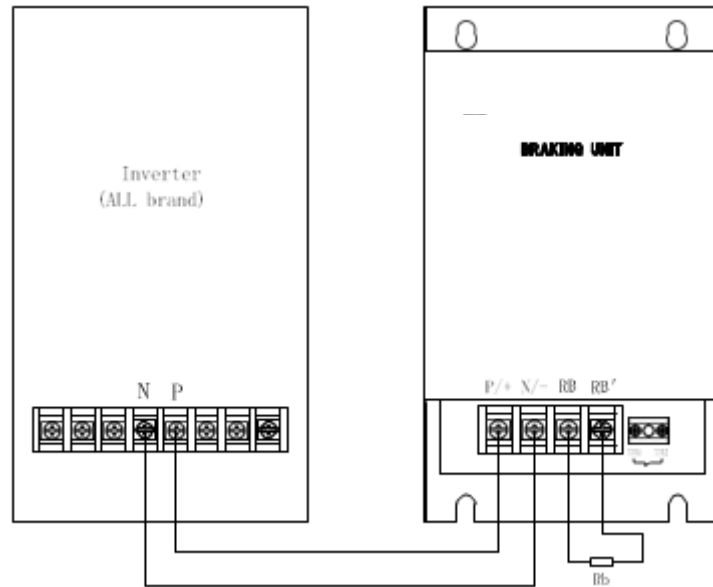 Inverter
(ALL brand)
N P
BRAKING UNIT
P/+ N/- RB RB'
Rb